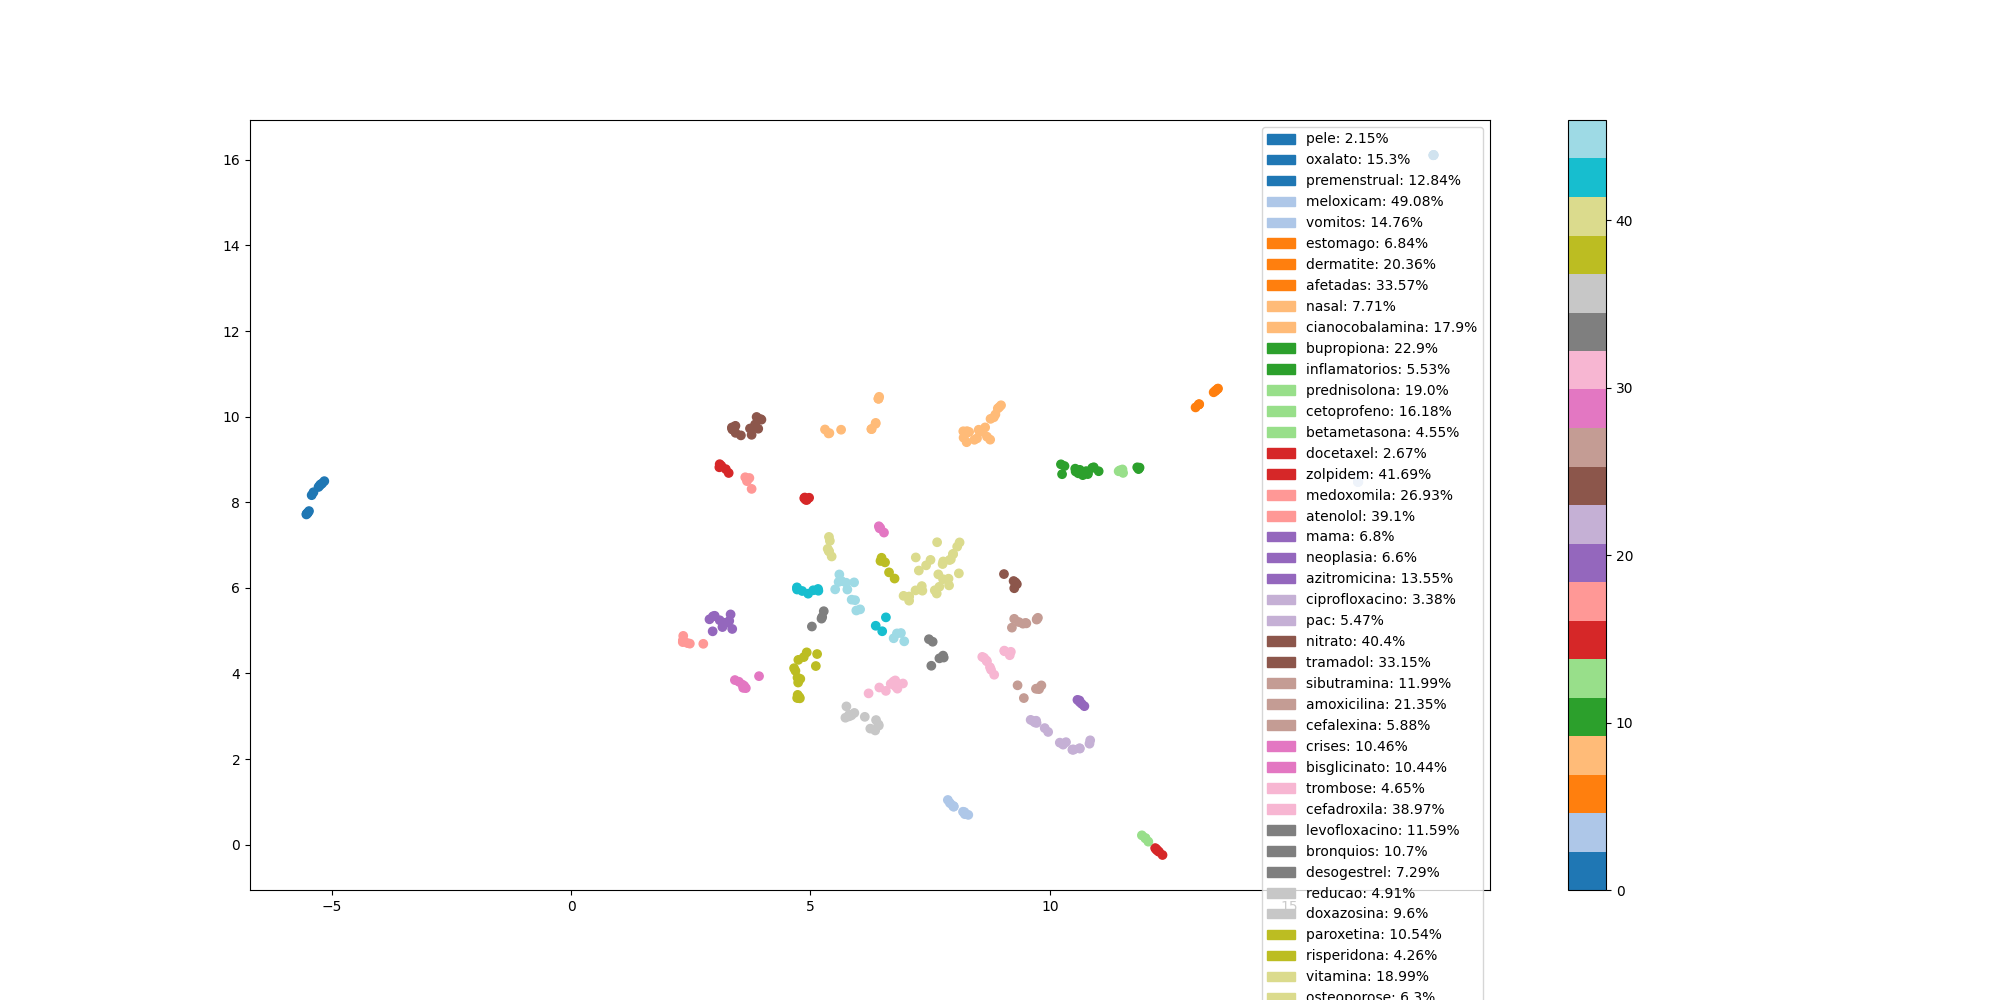 16
14
12
10
8
6
4
2
0
−5
0
5
10
15
pele: 2.15%
oxalato: 15.3%
premenstrual: 12.84%
meloxicam: 49.08%
vomitos: 14.76%
estomago: 6.84%
dermatite: 20.36%
afetadas: 33.57%
nasal: 7.71%
cianocobalamina: 17.9%
bupropiona: 22.9%
inflamatorios: 5.53%
prednisolona: 19.0%
cetoprofeno: 16.18%
betametasona: 4.55%
docetaxel: 2.67%
zolpidem: 41.69%
medoxomila: 26.93%
atenolol: 39.1%
mama: 6.8%
neoplasia: 6.6%
azitromicina: 13.55%
ciprofloxacino: 3.38%
pac: 5.47%
nitrato: 40.4%
tramadol: 33.15%
sibutramina: 11.99%
amoxicilina: 21.35%
cefalexina: 5.88%
crises: 10.46%
bisglicinato: 10.44%
trombose: 4.65%
cefadroxila: 38.97%
levofloxacino: 11.59%
bronquios: 10.7%
desogestrel: 7.29%
reducao: 4.91%
doxazosina: 9.6%
paroxetina: 10.54%
risperidona: 4.26%
vitamina: 18.99%
osteoporose: 6.3%
40
30
20
10
0